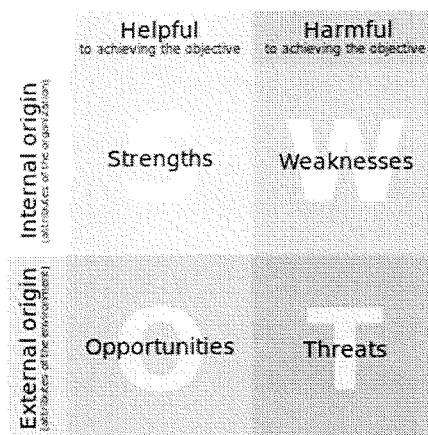 Helpful
to achieving the objective
Harmful
to achieving the objective
Internal origin
(attributes of the organization)
S
Strengths
W
Weaknesses
External origin
(attributes of the environment)
O
Opportunities
T
Threats